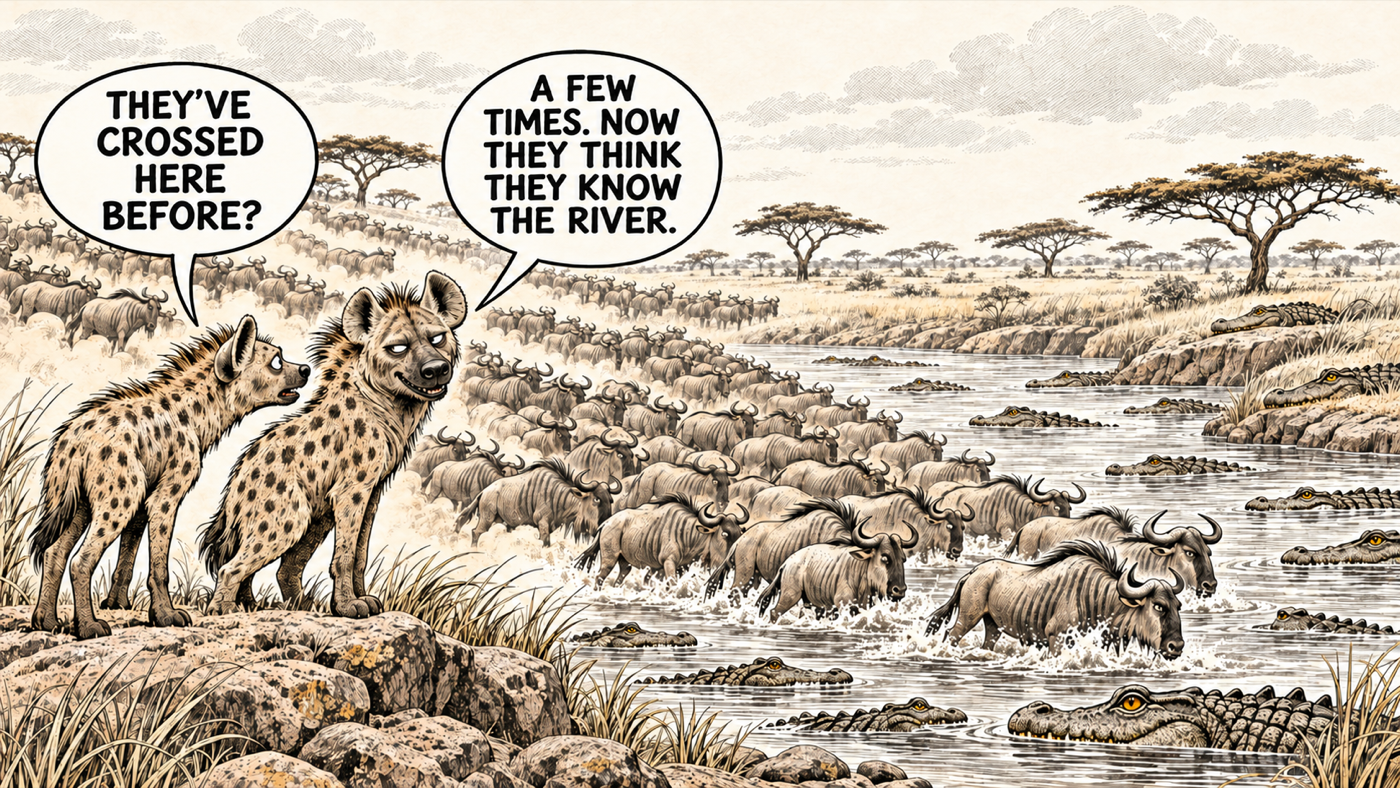 THEY'VE
CROSSED
HERE
BEFORE?
A FEW
TIMES. NOW
THEY THINK
THEY KNOW
THE RIVER.